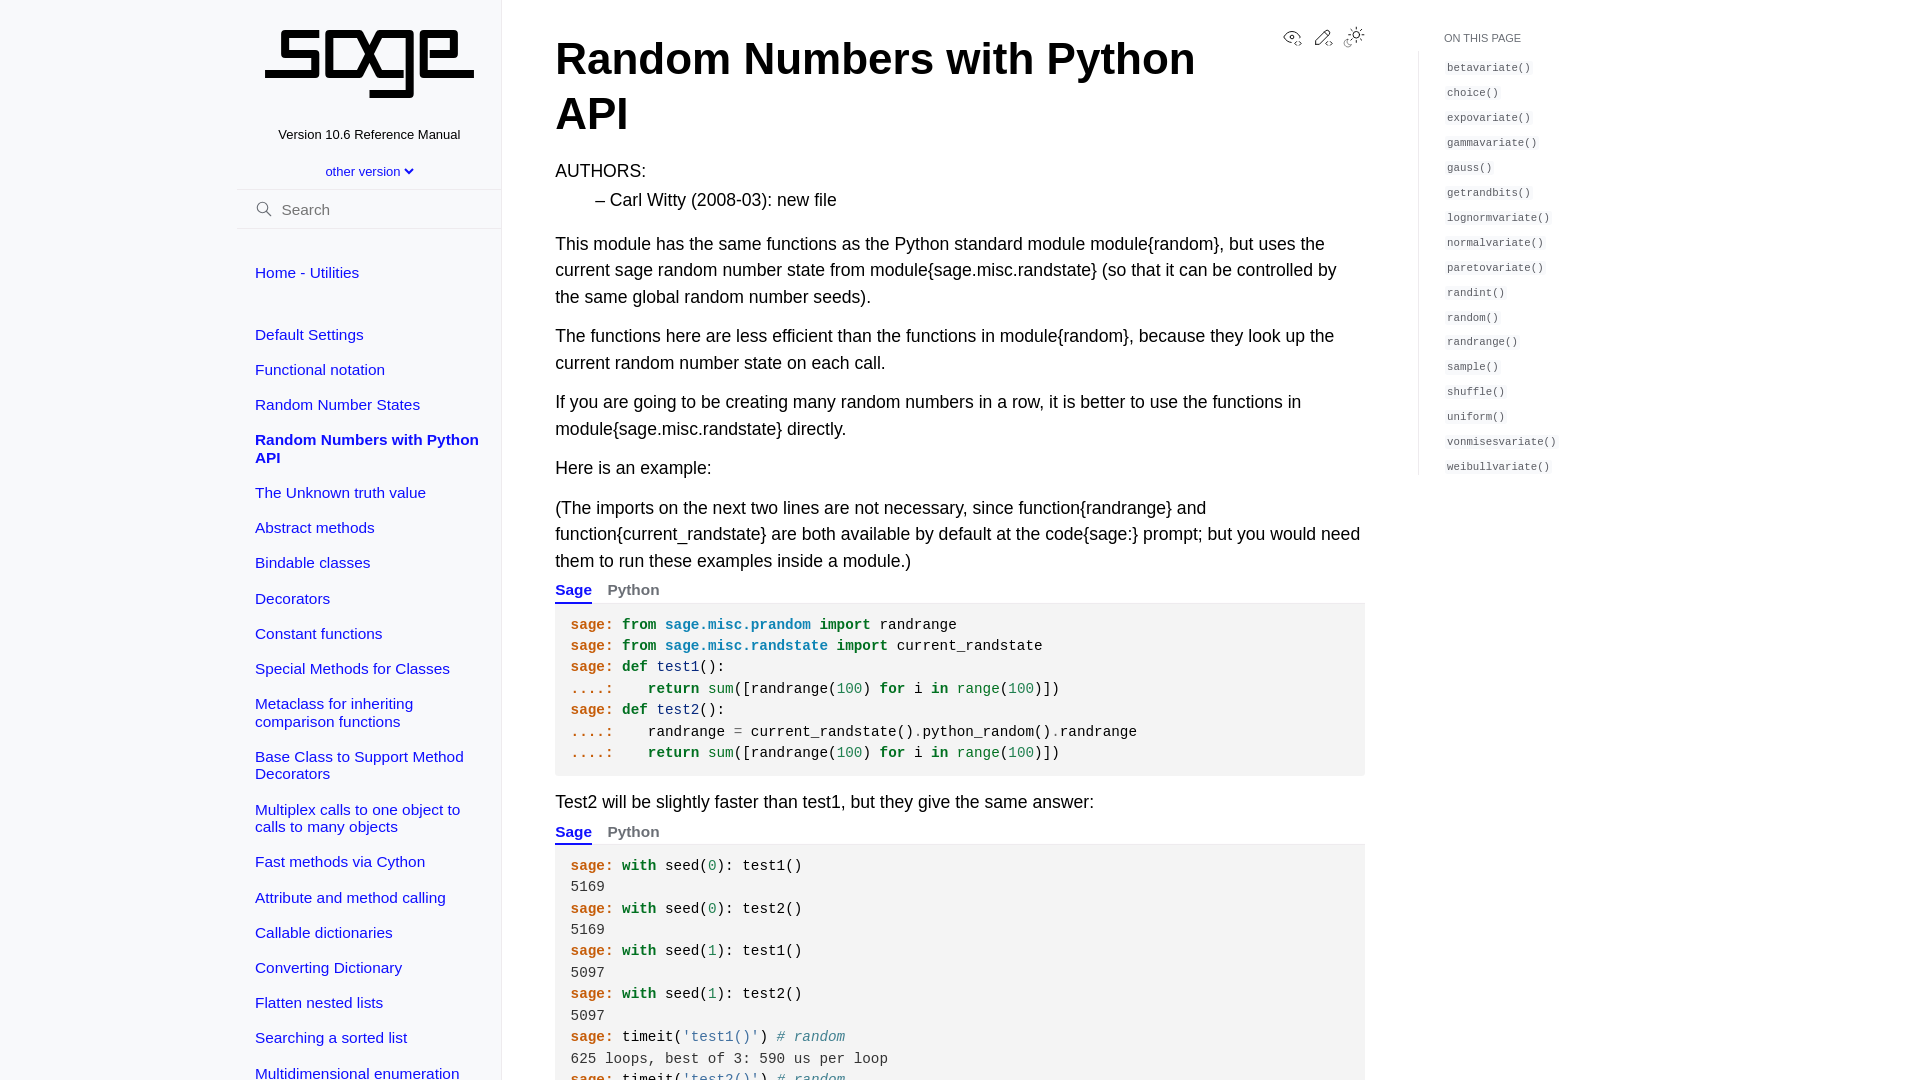 sage
Version 10.6 Reference Manual
other version
Search
Home - Utilities
Default Settings
Functional notation
Random Number States
Random Numbers with Python
API
The Unknown truth value
Abstract methods
Bindable classes
Decorators
Constant functions
Special Methods for Classes
Metaclass for inheriting
comparison functions
Base Class to Support Method
Decorators
Multiplex calls to one object to
calls to many objects
Fast methods via Cython
Attribute and method calling
Callable dictionaries
Converting Dictionary
Flatten nested lists
Searching a sorted list
Multidimensional enumeration
Random Numbers with Python
API
AUTHORS:
– Carl Witty (2008-03): new file
This module has the same functions as the Python standard module module{random}, but uses the
current sage random number state from module{sage.misc.randstate} (so that it can be controlled by
the same global random number seeds).
The functions here are less efficient than the functions in module{random}, because they look up the
current random number state on each call.
If you are going to be creating many random numbers in a row, it is better to use the functions in
module{sage.misc.randstate} directly.
Here is an example:
(The imports on the next two lines are not necessary, since function{randrange} and
function{current_randstate} are both available by default at the code{sage:} prompt; but you would need
them to run these examples inside a module.)
Sage Python
sage: from sage.misc.prandom import randrange
sage: from sage.misc.randstate import current_randstate
sage: def test1():
....:    return sum([randrange(100) for i in range(100)])
sage: def test2():
....:    randrange = current_randstate().python_random().randrange
....:    return sum([randrange(100) for i in range(100)])
Test2 will be slightly faster than test1, but they give the same answer:
Sage Python
sage: with seed(0): test1()
5169
sage: with seed(0): test2()
5169
sage: with seed(1): test1()
5097
sage: with seed(1): test2()
5097
sage: timeit('test1()') # random
625 loops, best of 3: 590 us per loop
sage: timeit('test2()') # random
ON THIS PAGE
betavariate()
choice()
expovariate()
gammavariate()
gauss()
getrandbits()
lognormvariate()
normalvariate()
paretovariate()
randint()
random()
randrange()
sample()
shuffle()
uniform()
vonmisesvariate()
weibullvariate()